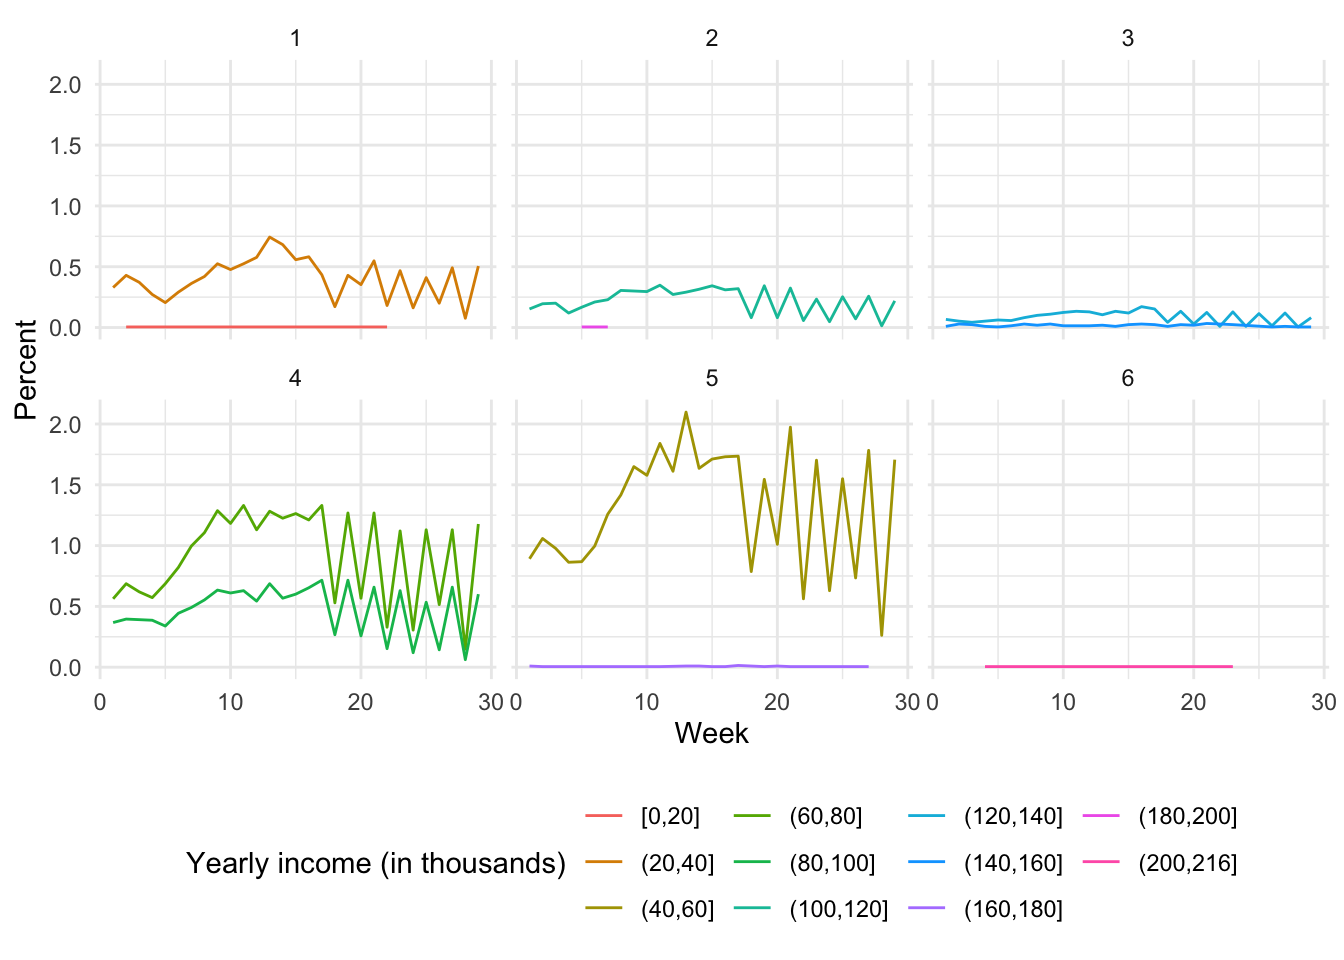 1 2 3
2.0
1.5
1.0
0.5
0.0
4 5 6
2.0
1.5
1.0
0.5
0.0
Percent
0 10 20 30 0 10 20 30 0 10 20 30
Week
Yearly income (in thousands)
[0,20] (60,80] (120,140] (180,200]
(20,40] (80,100] (140,160] (200,216]
(40,60] (100,120] (160,180]